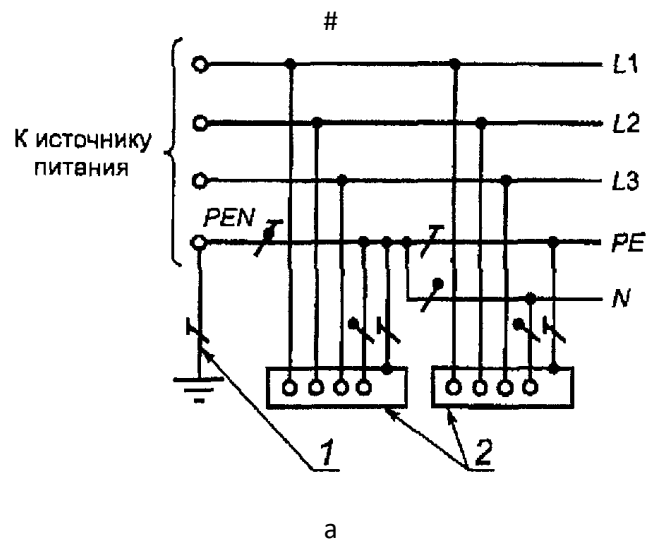 #
L1
К источнику
питания
L2
L3
PEN
PE
N
1
2
а